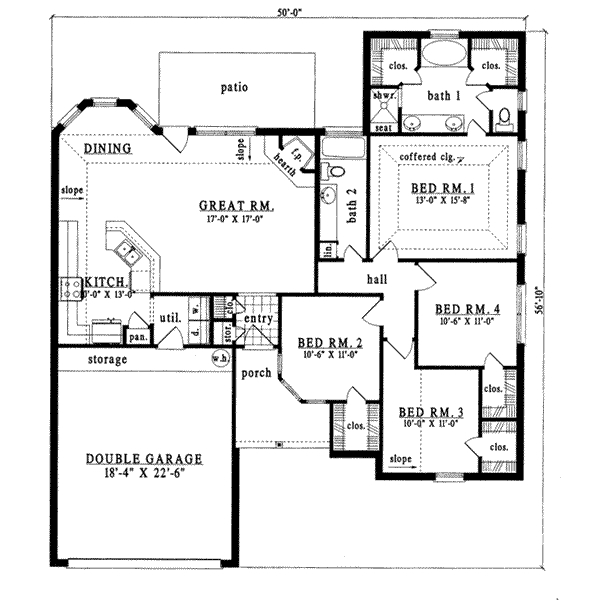 50'-0"
clos.
clos.
patio
shwr.
bath 1
seat
DINING
slope
f.p.
hearth
coffered clg.
slope
BED RM. 1
13'-0" X 15'-8"
GREAT RM.
17'-0" X 17'-0"
bath 2
lin.
hall
KITCH.
0'-0" X 13'-0"
56'-10"
util.
w.
d.
clo.
stor.
entry
BED RM. 4
10'-6" X 11'-0"
pan.
BED RM. 2
10'-6" X 11'-0"
storage
w.h.
porch
clos.
BED RM. 3
10'-0" X 11'-0"
clos.
clos.
slope
DOUBLE GARAGE
18'-4" X 22'-6"